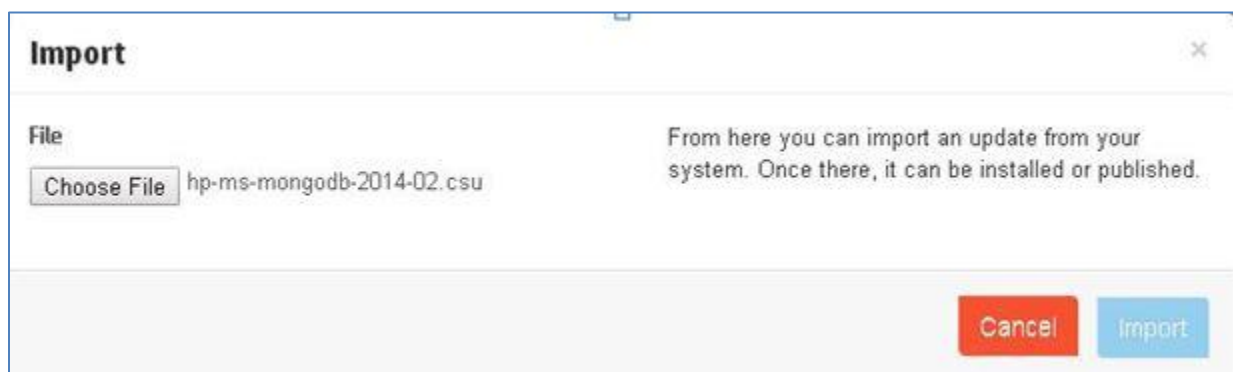 Import
×
File
Choose File hp-ms-mongodb-2014-02.csu
From here you can import an update from your
system. Once there, it can be installed or published.
Cancel Import